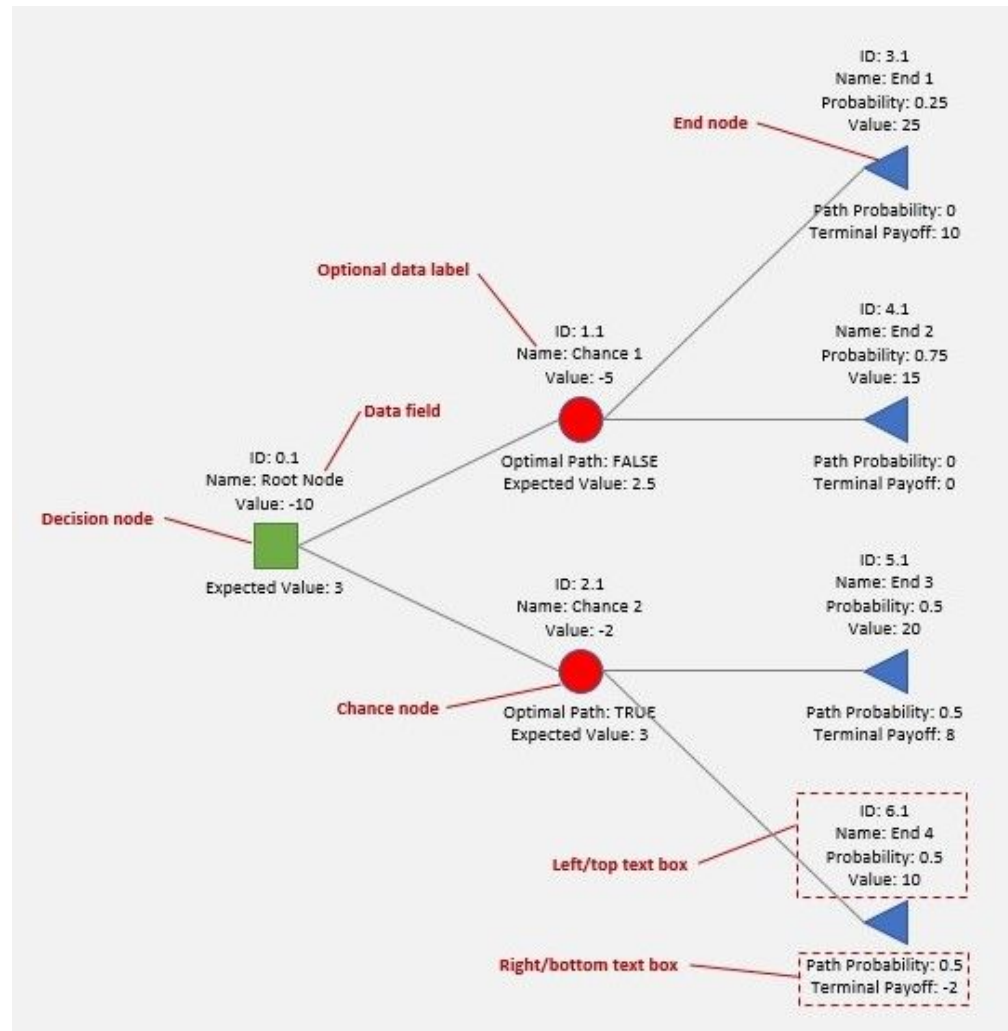 ID: 3.1
Name: End 1
Probability: 0.25
Value: 25
End node
Path Probability: 0
Terminal Payoff: 10
Optional data label
ID: 1.1
Name: Chance 1
Value: -5
Optimal Path: FALSE
Expected Value: 2.5
ID: 4.1
Name: End 2
Probability: 0.75
Value: 15
Path Probability: 0
Terminal Payoff: 0
Data field
ID: 0.1
Name: Root Node
Value: -10
Decision node
Expected Value: 3
ID: 2.1
Name: Chance 2
Value: -2
Chance node
Optimal Path: TRUE
Expected Value: 3
ID: 5.1
Name: End 3
Probability: 0.5
Value: 20
Path Probability: 0.5
Terminal Payoff: 8
ID: 6.1
Name: End 4
Probability: 0.5
Value: 10
Left/top text box
Right/bottom text box
Path Probability: 0.5
Terminal Payoff: -2